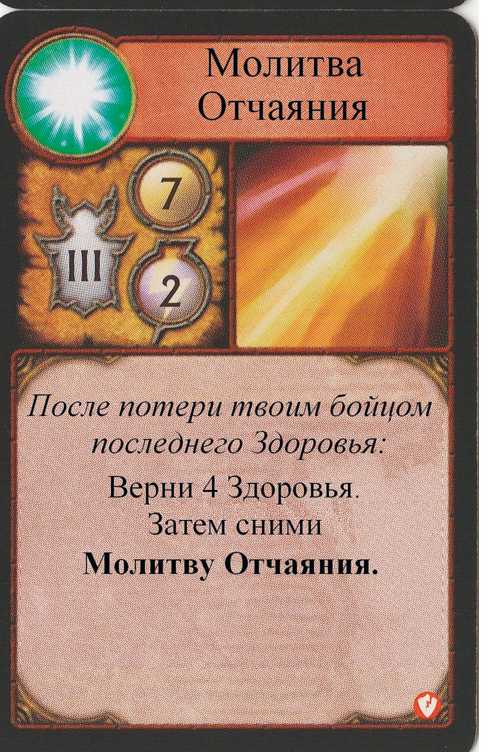 Молитва
Отчаяния
7
III
2
После потери твоим бойцом
последнего Здоровья:
Верни 4 Здоровья.
Затем сними
Молитву Отчаяния.